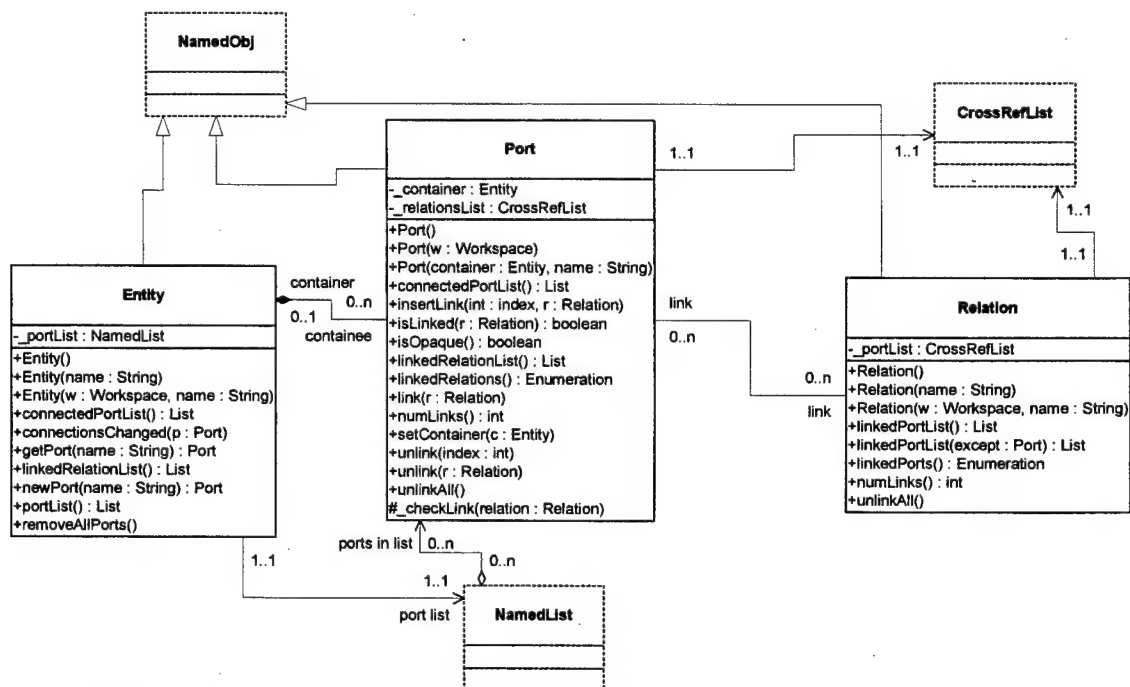 NamedObj
CrossRefList
Port
-_container : Entity
-_relationsList : CrossRefList
+Port()
+Port(w : Workspace)
+Port(container : Entity, name : String)
+connectedPortList() : List
+insertLink(int : index, r : Relation)
+isLinked(r : Relation) : boolean
+isOpaque() : boolean
+linkedRelationList() : List
+linkedRelations() : Enumeration
+link(r : Relation)
+numLinks() : int
+setContainer(c : Entity)
+unlink(index : int)
+unlink(r : Relation)
+unlinkAll()
#_checkLink(relation : Relation)
1..1
1..1
1..1
1..1
Entity
-_portList : NamedList
+Entity()
+Entity(name : String)
+Entity(w : Workspace, name : String)
+connectedPortList() : List
+connectionsChanged(p : Port)
+getPort(name : String) : Port
+linkedRelationList() : List
+newPort(name : String) : Port
+portList() : List
+removeAllPorts()
container
0..n
0..1
containee
link
0..n
0..n
link
Relation
-_portList : CrossRefList
+Relation()
+Relation(name : String)
+Relation(w : Workspace, name : String)
+linkedPortList() : List
+linkedPortList(except : Port) : List
+linkedPorts() : Enumeration
+numLinks() : int
+unlinkAll()
ports in list
0..n
0..n
1..1
1..1
port list
NamedList